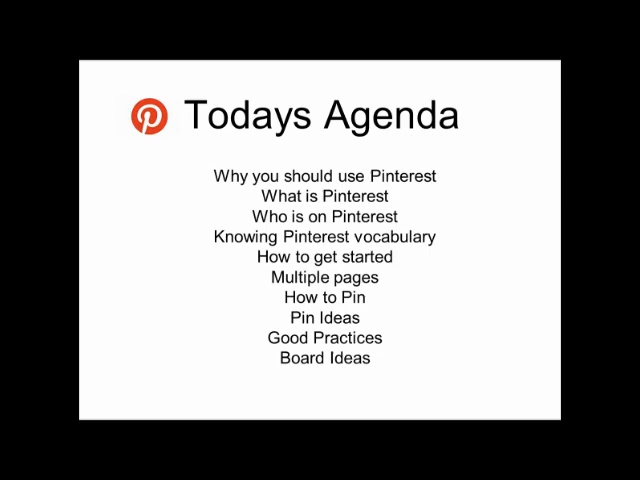 Todays Agenda
Why you should use Pinterest
What is Pinterest
Who is on Pinterest
Knowing Pinterest vocabulary
How to get started
Multiple pages
How to Pin
Pin Ideas
Good Practices
Board Ideas